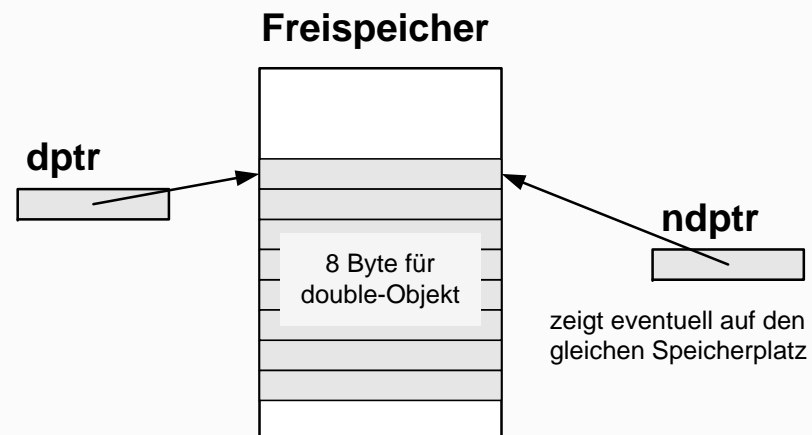 Freispeicher
dptr
ndptr
8 Byte für
double-Objekt
zeigt eventuell auf den
gleichen Speicherplatz